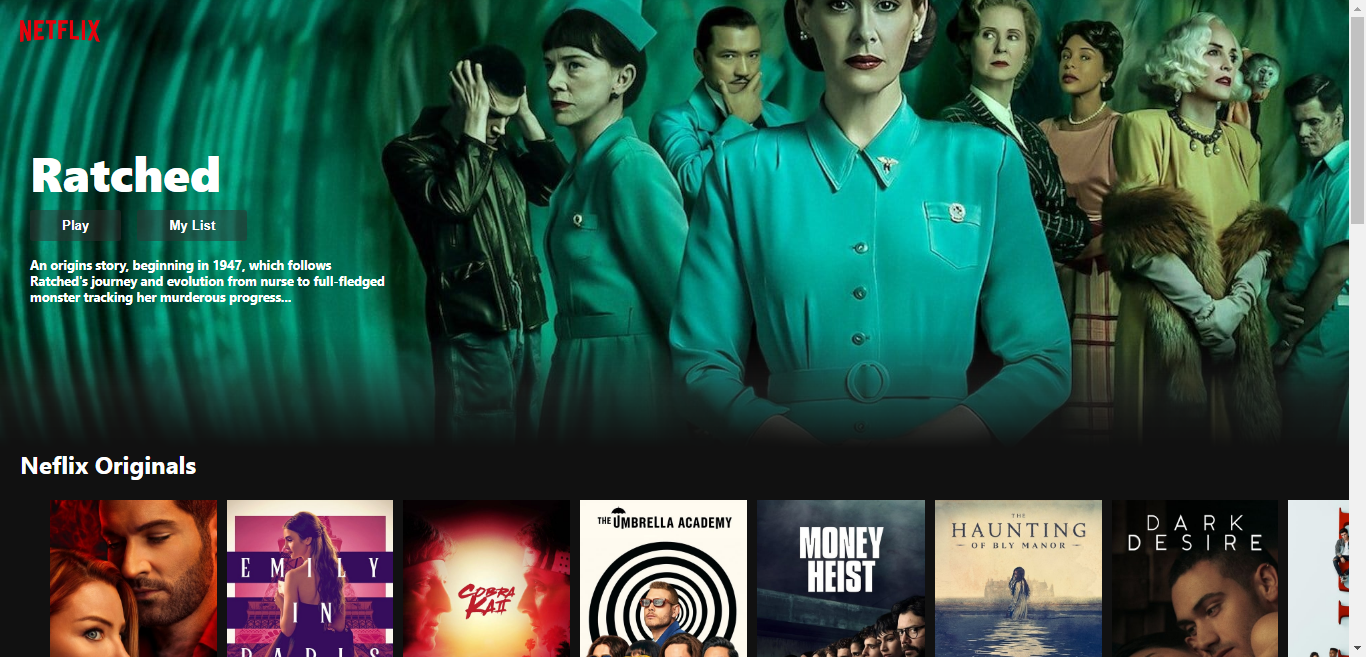 NETFLIX
Ratched
Play
My List
An origins story, beginning in 1947, which follows
Ratched's journey and evolution from nurse to full-fledged
monster tracking her murderous progress...
Neflix Originals
EMILY
IN
PARIS
COBRA
KAI
THE UMBRELLA ACADEMY
MONEY
HEIST
THE
HAUNTING
OF BLY MANOR
DARK
DESIRE